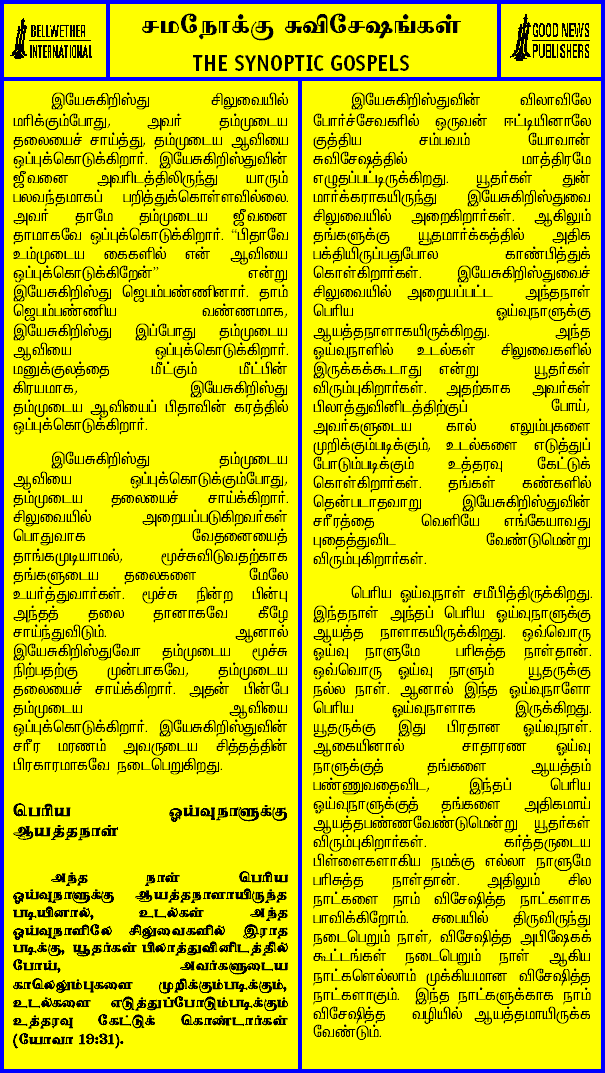 BELLWETHER
INTERNATIONAL
சமநோக்கு சுவிசேஷங்கள்
THE SYNOPTIC GOSPELS
GOOD NEWS
PUBLISHERS
இயேசுகிறிஸ்து சிலுவையில்
மரிக்கும்போது, அவர் தம்முடைய
தலையைச் சாய்த்து, தம்முடைய ஆவியை
ஒப்புக்கொடுக்கிறார். இயேசுகிறிஸ்துவின்
ஜீவனை அவரிடத்திலிருந்து யாரும்
பலவந்தமாகப் பறித்துக்கொள்ளவில்லை.
அவர் தாமே தம்முடைய ஜீவனை
தாமாகவே ஒப்புக்கொடுக்கிறார். “பிதாவே
உம்முடைய கைகளில் என் ஆவியை
ஒப்புக்கொடுக்கிறேன்” என்று
இயேசுகிறிஸ்து ஜெபம்பண்ணினார். தாம்
ஜெபம்பண்ணிய வண்ணமாக,
இயேசுகிறிஸ்து இப்போது தம்முடைய
ஆவியை ஒப்புக்கொடுக்கிறார்.
மனுக்குலத்தை மீட்கும் மீட்பின்
கிரயமாக, இயேசுகிறிஸ்து
தம்முடைய ஆவியைப் பிதாவின் கரத்தில்
ஒப்புக்கொடுக்கிறார்.
இயேசுகிறிஸ்து தம்முடைய
ஆவியை ஒப்புக்கொடுக்கும்போது,
தம்முடைய தலையைச் சாய்க்கிறார்.
சிலுவையில் அறையப்படுகிறவர்கள்
பொதுவாக வேதனையைத்
தாங்கமுடியாமல், மூச்சுவிடுவதற்காக
தங்களுடைய தலைகளை மேலே
உயர்த்துவார்கள். மூச்சு நின்ற பின்பு
அந்தத் தலை தானாகவே கீழே
சாய்ந்துவிடும். ஆனால்
இயேசுகிறிஸ்துவோ தம்முடைய மூச்சு
நிற்பதற்கு முன்பாகவே, தம்முடைய
தலையைச் சாய்க்கிறார். அதன் பின்பே
தம்முடைய ஆவியை
ஒப்புக்கொடுக்கிறார். இயேசுகிறிஸ்துவின்
சரீர மரணம் அவருடைய சித்தத்தின்
பிரகாரமாகவே நடைபெறுகிறது.
பெரிய ஓய்வுநாளுக்கு
ஆயத்தநாள்
அந்த நாள் பெரிய
ஓய்வுநாளுக்கு ஆயத்தநாளாயிருந்த
படியினால், உடல்கள் அந்த
ஓய்வுநாளிலே சிலுவைகளில் இராத
படிக்கு, யூதர்கள் பிலாத்துவினிடத்தில்
போய், அவர்களுடைய
காலெலும்புகளை முறிக்கும்படிக்கும்,
உடல்களை எடுத்துப்போடும்படிக்கும்
உத்தரவு கேட்டுக் கொண்டார்கள்
(யோவா 19:31).
இயேசுகிறிஸ்துவின் விலாவிலே
போர்ச்சேவகரில் ஒருவன் ஈட்டியினாலே
குத்திய சம்பவம் யோவான்
சுவிசேஷத்தில் மாத்திரமே
எழுதப்பட்டிருக்கிறது. யூதர்கள் துன்
மார்க்கராகயிருந்து இயேசுகிறிஸ்துவை
சிலுவையில் அறைகிறார்கள். ஆகிலும்
தங்களுக்கு யூதமார்க்கத்தில் அதிக
பக்தியிருப்பதுபோல காண்பித்துக்
கொள்கிறார்கள். இயேசுகிறிஸ்துவைச்
சிலுவையில் அறையப்பட்ட அந்தநாள்
பெரிய ஓய்வுநாளுக்கு
ஆயத்தநாளாகயிருக்கிறது. அந்த
ஓய்வுநாளில் உடல்கள் சிலுவைகளில்
இருக்கக்கூடாது என்று யூதர்கள்
விரும்புகிறார்கள். அதற்காக அவர்கள்
பிலாத்துவினிடத்திற்குப் போய்,
அவர்களுடைய கால் எலும்புகளை
முறிக்கும்படிக்கும், உடல்களை எடுத்துப்
போடும்படிக்கும் உத்தரவு கேட்டுக்
கொள்கிறார்கள். தங்கள் கண்களில்
தென்படாதவாறு இயேசுகிறிஸ்துவின்
சரீரத்தை வெளியே எங்கேயாவது
புதைத்துவிட வேண்டுமென்று
விரும்புகிறார்கள்.
பெரிய ஓய்வுநாள் சமீபித்திருக்கிறது.
இந்தநாள் அந்தப் பெரிய ஓய்வுநாளுக்கு
ஆயத்த நாளாகயிருக்கிறது. ஒவ்வொரு
ஓய்வு நாளுமே பரிசுத்த நாள்தான்.
ஒவ்வொரு ஓய்வு நாளும் யூதருக்கு
நல்ல நாள். ஆனால் இந்த ஓய்வுநாளோ
பெரிய ஓய்வுநாளாக இருக்கிறது.
யூதருக்கு இது பிரதான ஓய்வுநாள்.
ஆகையினால் சாதாரண ஓய்வு
நாளுக்குத் தங்களை ஆயத்தம்
பண்ணுவதைவிட, இந்தப் பெரிய
ஓய்வுநாளுக்குத் தங்களை அதிகமாய்
ஆயத்தபண்ணவேண்டுமென்று யூதர்கள்
விரும்புகிறார்கள். கர்த்தருடைய
பிள்ளைகளாகிய நமக்கு எல்லா நாளுமே
பரிசுத்த நாள்தான். அதிலும் சில
நாட்களை நாம் விசேஷித்த நாட்களாக
பாவிக்கிறோம். சபையில் திருவிருந்து
நடைபெறும் நாள், விசேஷித்த அபிஷேகக்
கூட்டங்கள் நடைபெறும் நாள் ஆகிய
நாட்களெல்லாம் முக்கியமான விசேஷித்த
நாட்களாகும். இந்த நாட்களுக்காக நாம்
விசேஷித்த வழியில் ஆயத்தமாயிருக்க
வேண்டும்.